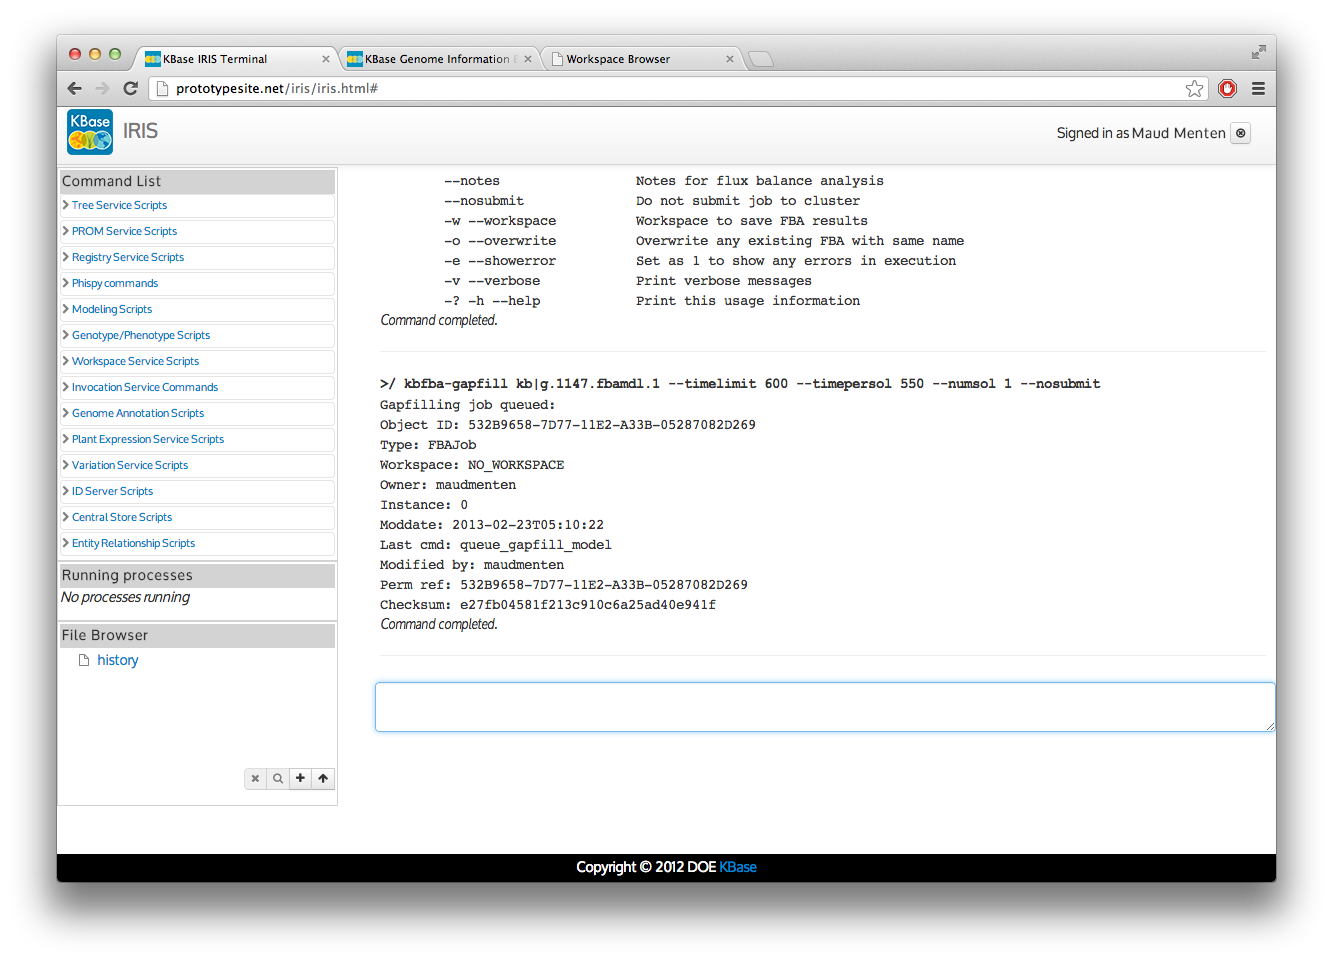 KBase IRIS Terminal
KBase Genome Information
Workspace Browser
prototypesite.net/iris/iris.html#
KBase
IRIS
Signed in as Maud Menten
Command List
Tree Service Scripts
PROM Service Scripts
Registry Service Scripts
Phispy commands
Modeling Scripts
Genotype/Phenotype Scripts
Workspace Service Scripts
Invocation Service Commands
Genome Annotation Scripts
Plant Expression Service Scripts
Variation Service Scripts
ID Server Scripts
Central Store Scripts
Entity Relationship Scripts
Running processes
No processes running
File Browser
history
--notes Notes for flux balance analysis
--nosubmit Do not submit job to cluster
-w --workspace Workspace to save FBA results
-o --overwrite Overwrite any existing FBA with same name
-e --showerror Set as 1 to show any errors in execution
-v --verbose Print verbose messages
-? -h --help Print this usage information
Command completed.
>/ kbfba-gapfill kb|g.1147.fbamdl.1 --timelimit 600 --timepersol 550 --numsol 1 --nosubmit
Gapfilling job queued:
Object ID: 532B9658-7D77-11E2-A33B-05287082D269
Type: FBAJob
Workspace: NO_WORKSPACE
Owner: maudmenten
Instance: 0
Moddate: 2013-02-23T05:10:22
Last cmd: queue_gapfill_model
Modified by: maudmenten
Perm ref: 532B9658-7D77-11E2-A33B-05287082D269
Checksum: e27fb04581f213c910c6a25ad40e941f
Command completed.
Copyright © 2012 DOE KBase